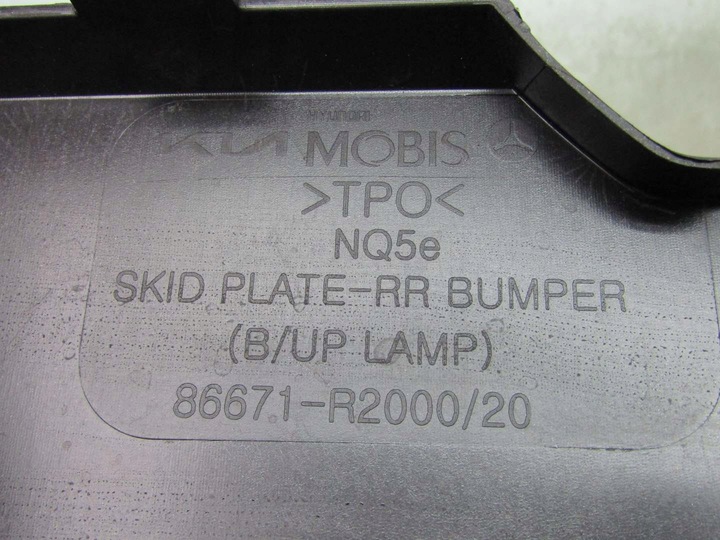 HYUNDAI
KIA MOBIS
>TPO<
NQ5e
SKID PLATE-RR BUMPER
(B/UP LAMP)
86671-R2000/20